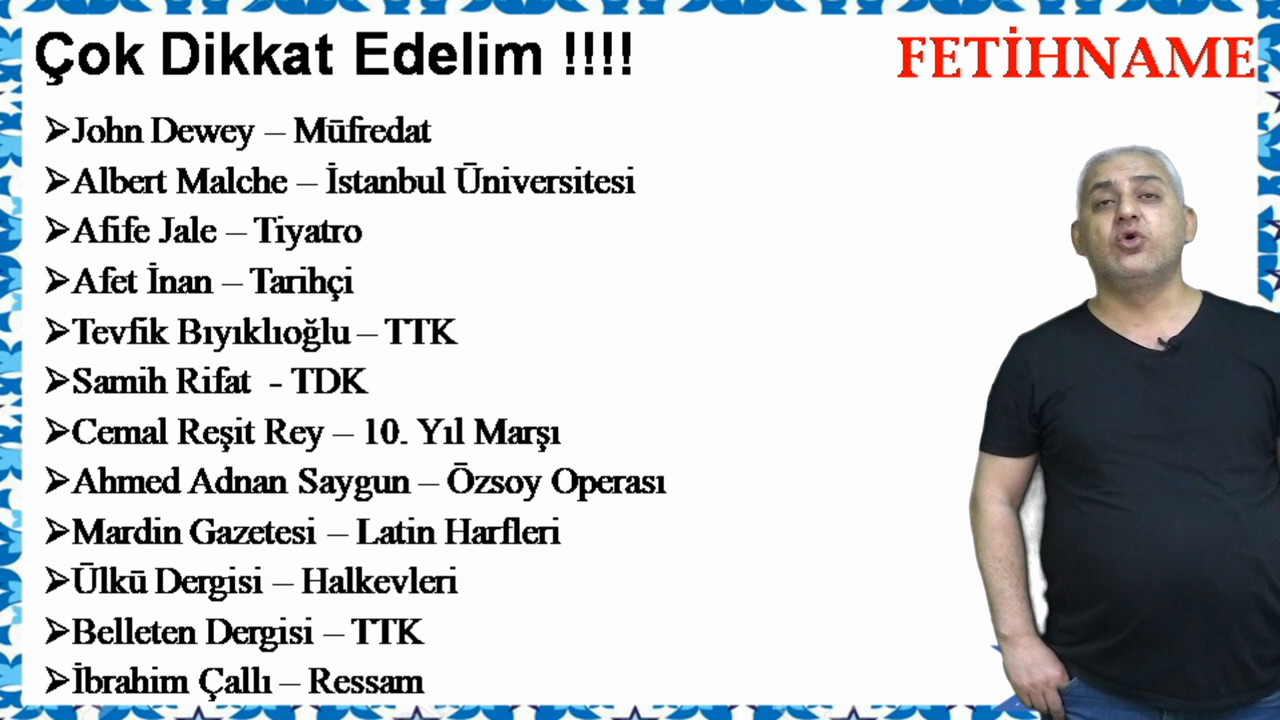 Çok Dikkat Edelim !!!!
FETİHNAME
➢John Dewey – Müfredat
➢Albert Malche – İstanbul Üniversitesi
➢Afife Jale – Tiyatro
➢Afet İnan – Tarihçi
➢Tevfik Bıyıklıoğlu – TTK
➢Samih Rifat - TDK
➢Cemal Reşit Rey – 10. Yıl Marşı
➢Ahmed Adnan Saygun – Özsoy Operası
➢Mardin Gazetesi – Latin Harfleri
➢Ülkü Dergisi – Halkevleri
➢Belleten Dergisi – TTK
➢İbrahim Çallı – Ressam